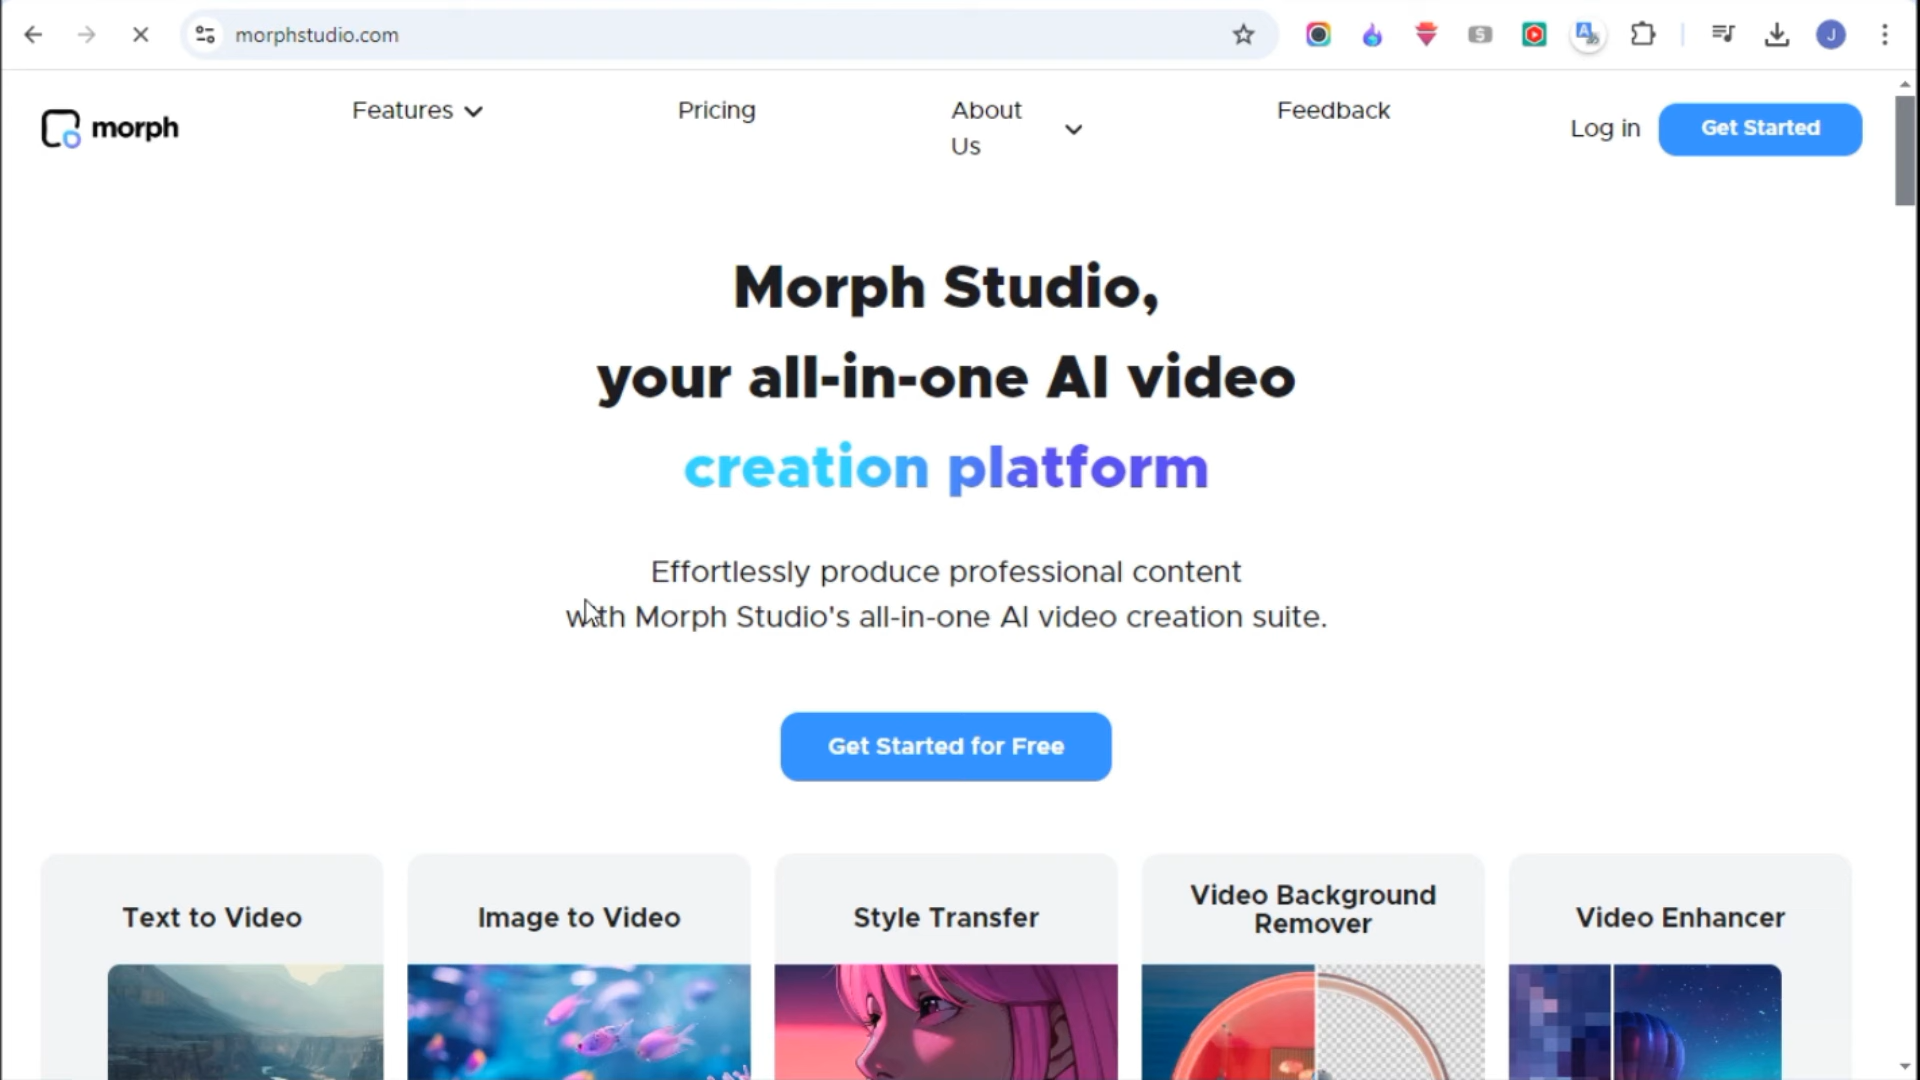 morphstudio.com
S
A
J
morph
Features
Pricing
About
Us
Feedback
Log in
Get Started
Morph Studio,
your all-in-one AI video
creation platform
Effortlessly produce professional content
with Morph Studio's all-in-one AI video creation suite.
Get Started for Free
Text to Video
Image to Video
Style Transfer
Video Background
Remover
Video Enhancer